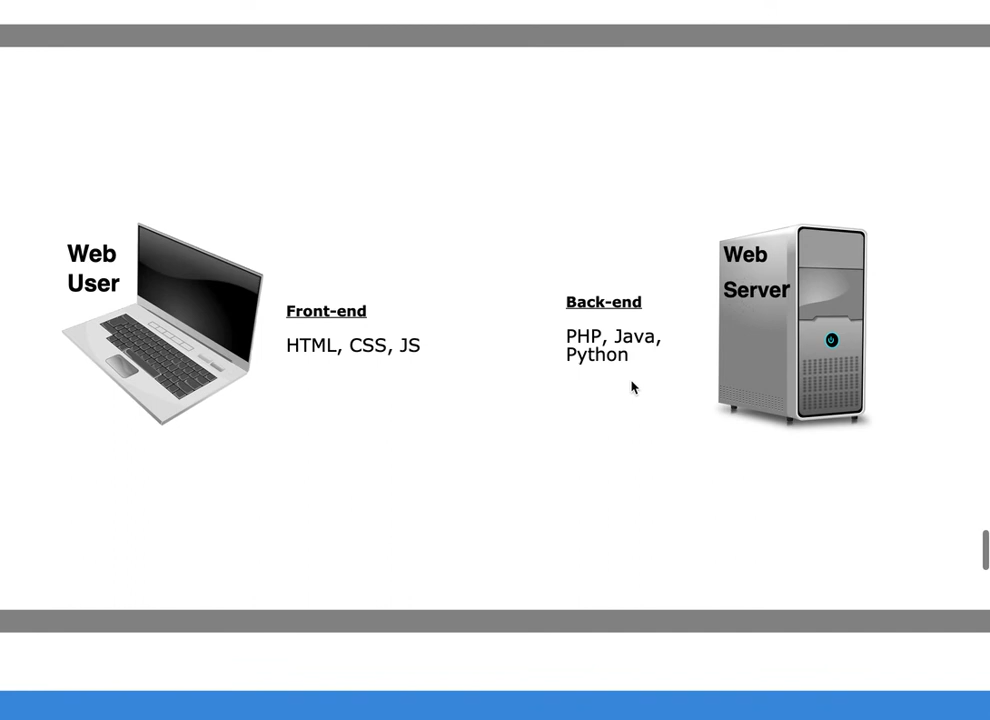 Web
User
Front-end
HTML, CSS, JS
Back-end
PHP, Java,
Python
Web
Server